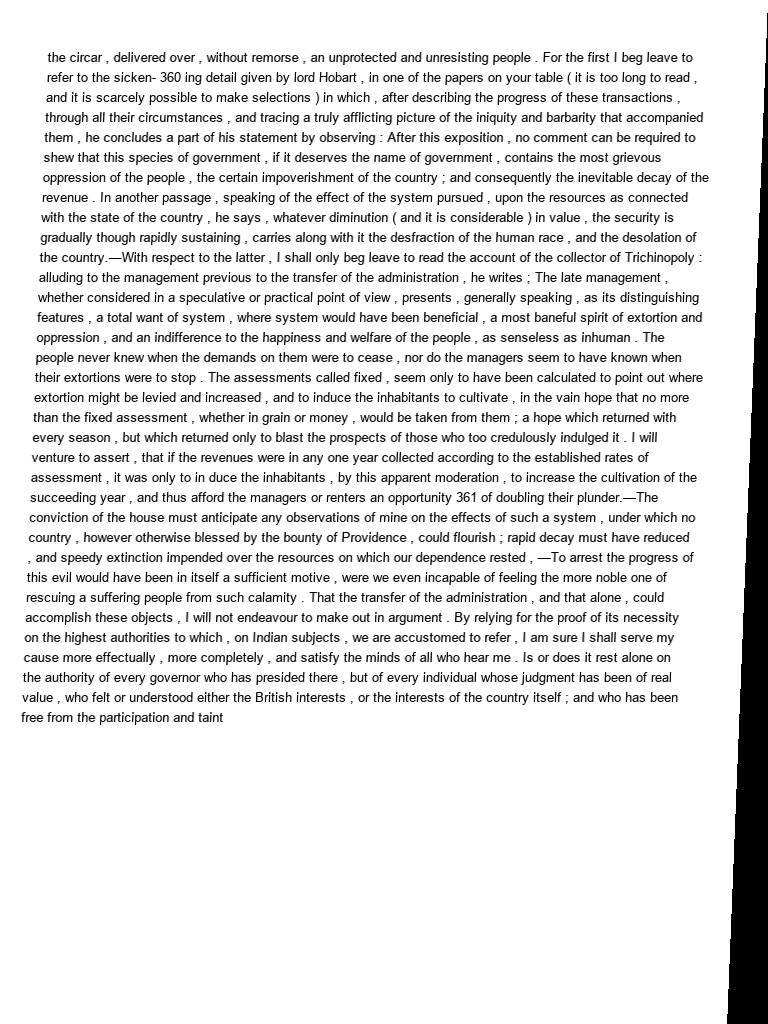 the circar , delivered over , without remorse , an unprotected and unresisting people . For the first I beg leave to
refer to the sicken- 360 ing detail given by lord Hobart , in one of the papers on your table ( it is too long to read ,
and it is scarcely possible to make selections ) in which , after describing the progress of these transactions ,
through all their circumstances , and tracing a truly afflicting picture of the iniquity and barbarity that accompanied
them , he concludes a part of his statement by observing : After this exposition , no comment can be required to
shew that this species of government , if it deserves the name of government , contains the most grievous
oppression of the people , the certain impoverishment of the country ; and consequently the inevitable decay of the
revenue . In another passage , speaking of the effect of the system pursued , upon the resources as connected
with the state of the country , he says , whatever diminution ( and it is considerable ) in value , the security is
gradually though rapidly sustaining , carries along with it the desfraction of the human race , and the desolation of
the country.—With respect to the latter , I shall only beg leave to read the account of the collector of Trichinopoly :
alluding to the management previous to the transfer of the administration , he writes ; The late management ,
whether considered in a speculative or practical point of view , presents , generally speaking , as its distinguishing
features , a total want of system , where system would have been beneficial , a most baneful spirit of extortion and
oppression , and an indifference to the happiness and welfare of the people , as senseless as inhuman . The
people never knew when the demands on them were to cease , nor do the managers seem to have known when
their extortions were to stop . The assessments called fixed , seem only to have been calculated to point out where
extortion might be levied and increased , and to induce the inhabitants to cultivate , in the vain hope that no more
than the fixed assessment , whether in grain or money , would be taken from them ; a hope which returned with
every season , but which returned only to blast the prospects of those who too credulously indulged it . I will
venture to assert , that if the revenues were in any one year collected according to the established rates of
assessment , it was only to in duce the inhabitants , by this apparent moderation , to increase the cultivation of the
succeeding year , and thus afford the managers or renters an opportunity 361 of doubling their plunder.—The
conviction of the house must anticipate any observations of mine on the effects of such a system , under which no
country , however otherwise blessed by the bounty of Providence , could flourish ; rapid decay must have reduced
, and speedy extinction impended over the resources on which our dependence rested , —To arrest the progress of
this evil would have been in itself a sufficient motive , were we even incapable of feeling the more noble one of
rescuing a suffering people from such calamity . That the transfer of the administration , and that alone , could
accomplish these objects , I will not endeavour to make out in argument . By relying for the proof of its necessity
on the highest authorities to which , on Indian subjects , we are accustomed to refer , I am sure I shall serve my
cause more effectually , more completely , and satisfy the minds of all who hear me . Is or does it rest alone on
the authority of every governor who has presided there , but of every individual whose judgment has been of real
value , who felt or understood either the British interests , or the interests of the country itself ; and who has been
free from the participation and taint